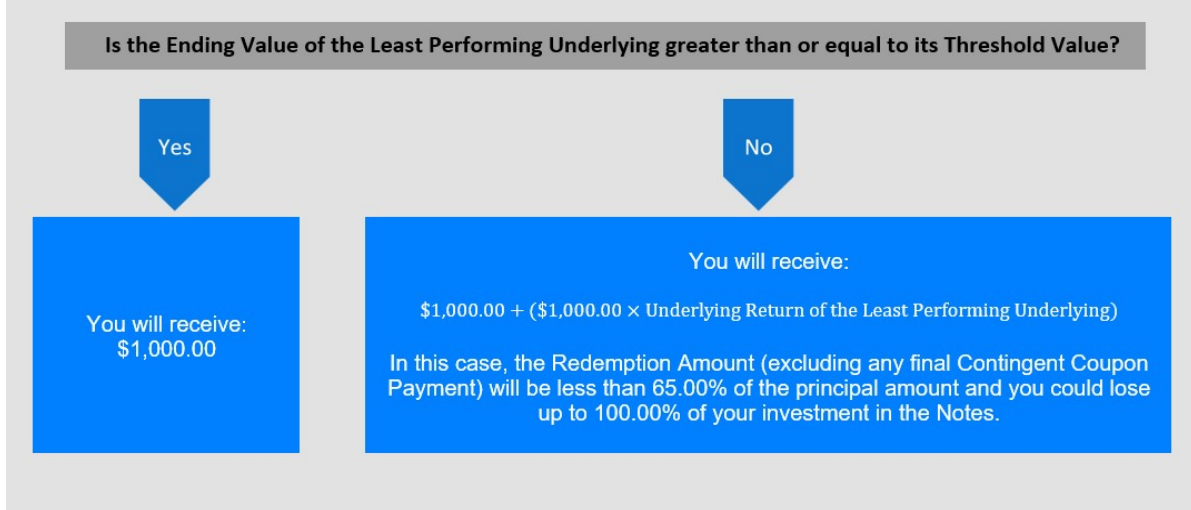 Is the Ending Value of the Least Performing Underlying greater than or equal to its Threshold Value?
Yes
No
You will receive:
$1,000.00
You will receive:
$1,000.00 + ($1,000.00 × Underlying Return of the Least Performing Underlying)
In this case, the Redemption Amount (excluding any final Contingent Coupon
Payment) will be less than 65.00% of the principal amount and you could lose
up to 100.00% of your investment in the Notes.